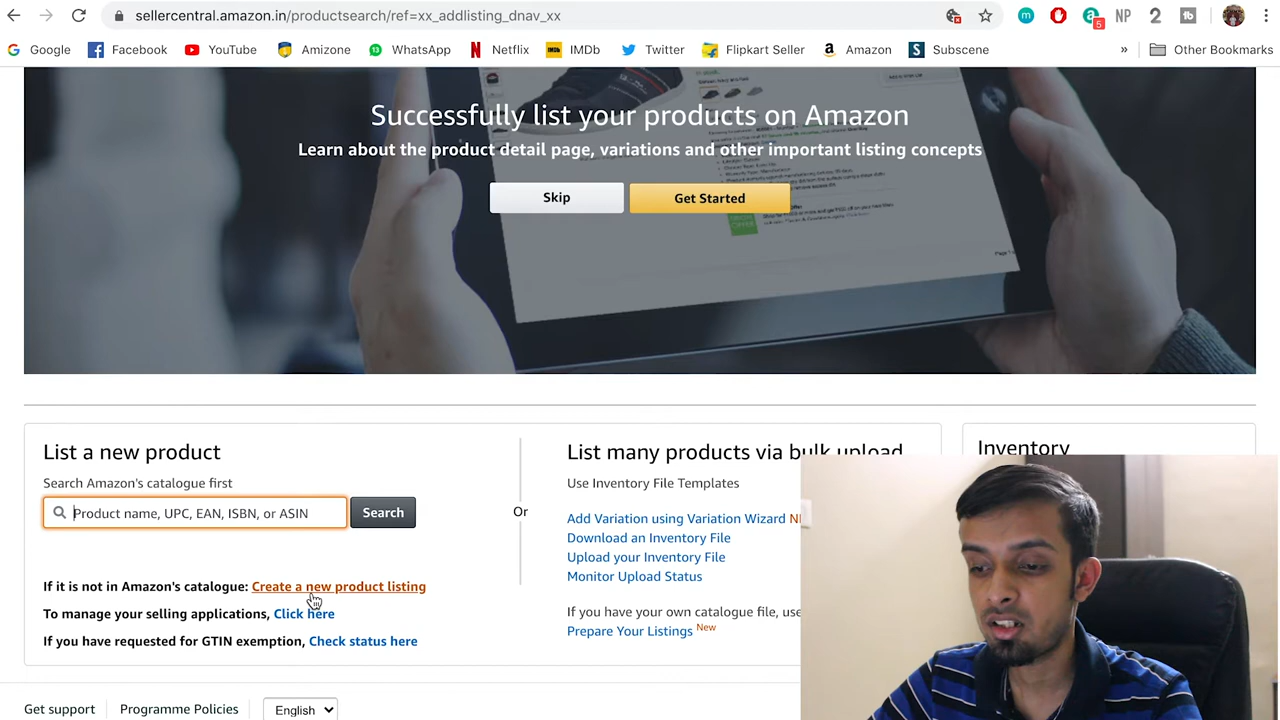 sellercentral.amazon.in/productsearch/ref=xx_addlisting_dnav_xx
5
NP
Google Facebook YouTube Amizone WhatsApp Netflix IMDb Twitter Flipkart Seller Amazon Subscene » Other Bookmarks
Successfully list your products on Amazon
Learn about the product detail page, variations and other important listing concepts
Skip
Get Started
List a new product
Search Amazon's catalogue first
Product name, UPC, EAN, ISBN, or ASIN
Search
If it is not in Amazon's catalogue: Create a new product listing
To manage your selling applications, Click here
If you have requested for GTIN exemption, Check status here
Or
List many products via bulk upload
Use Inventory File Templates
Add Variation using Variation Wizard
Download an Inventory File
Upload your Inventory File
Monitor Upload Status
If you have your own catalogue file, use
Prepare Your Listings New
Inventory
Get support
Programme Policies
English